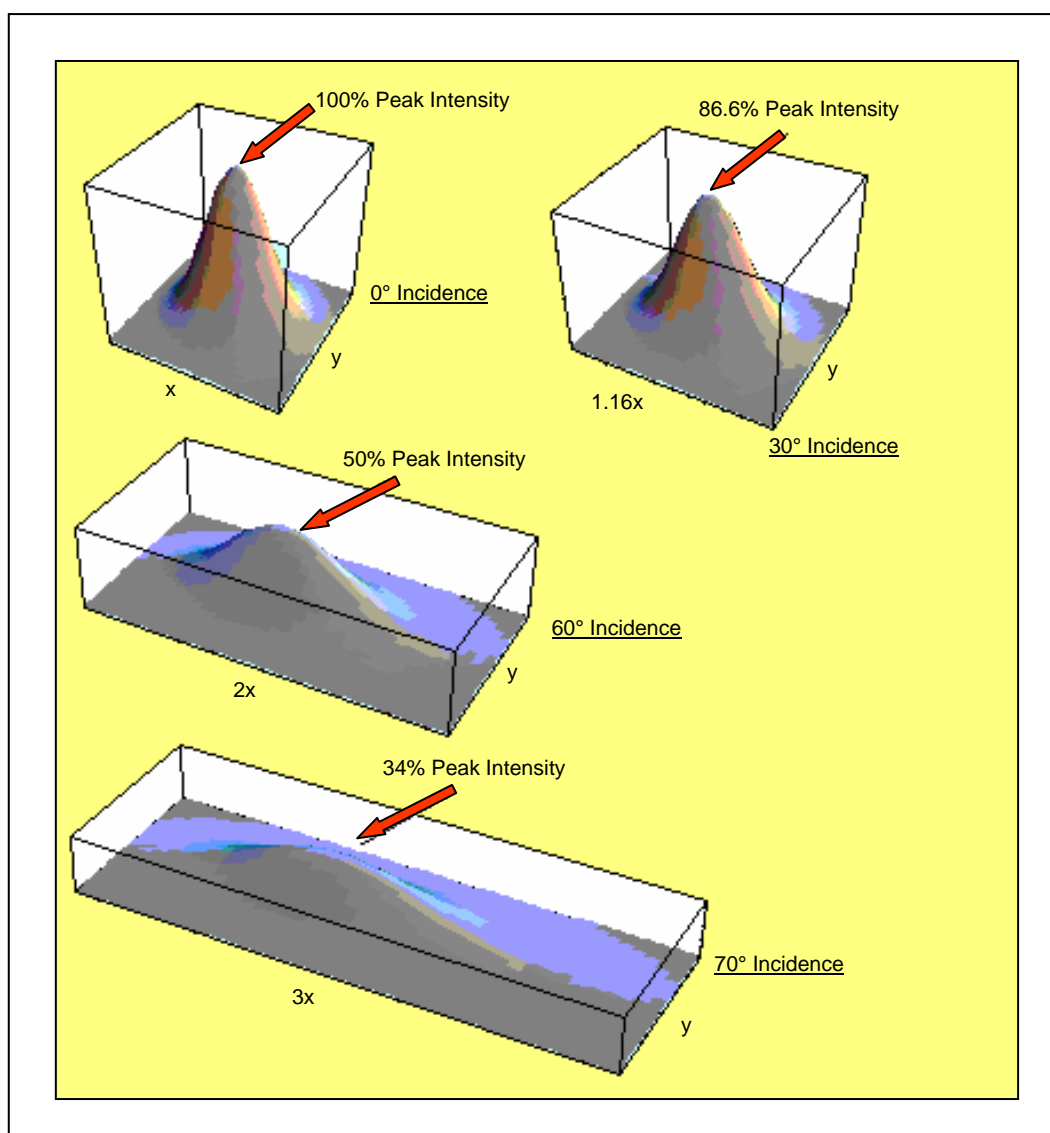 100% Peak Intensity
86.6% Peak Intensity
0° Incidence
y
x
y
1.16x
30° Incidence
50% Peak Intensity
60° Incidence
y
2x
34% Peak Intensity
70° Incidence
3x
y